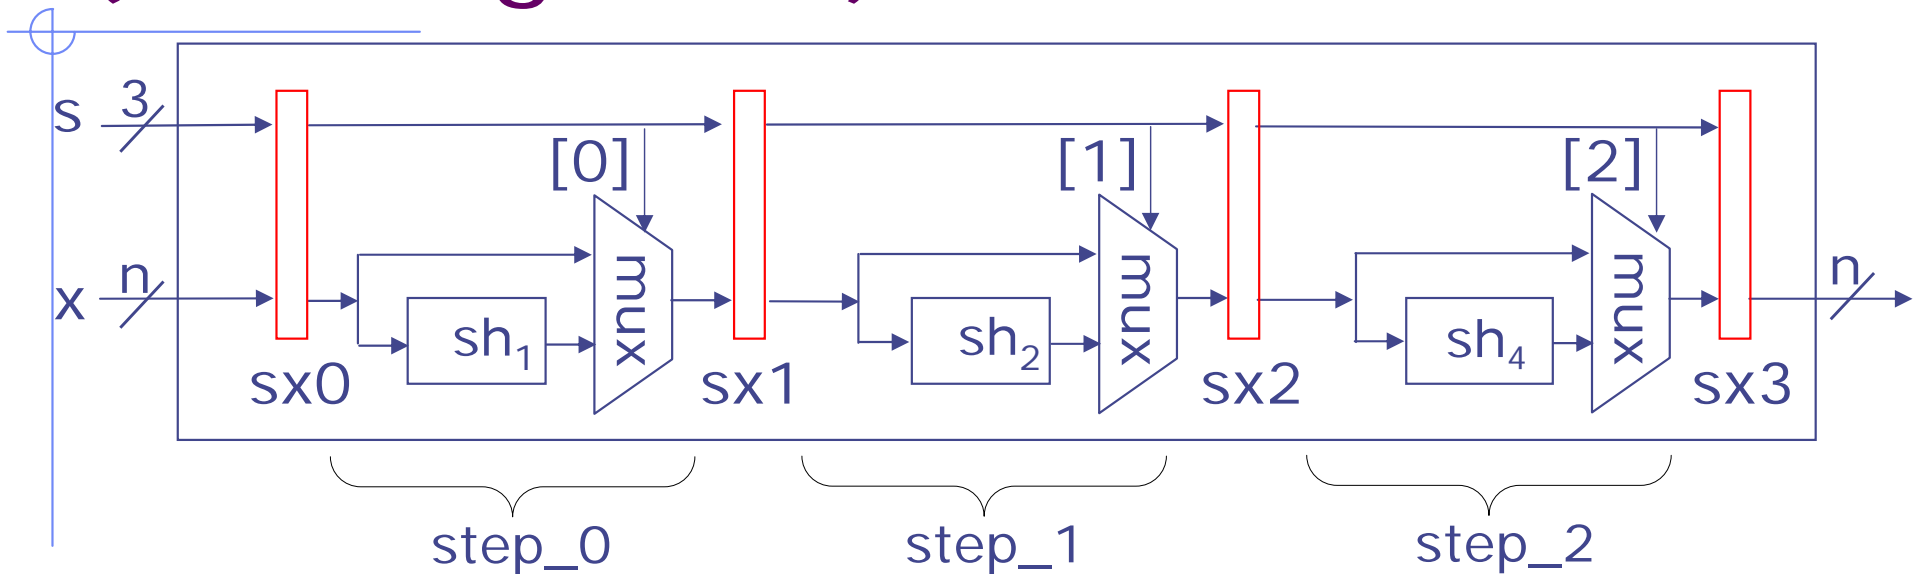 s 3
[0] [1] [2]
x n
mux mux mux
n
sh1 sh2 sh4
sx0 sx1 sx2 sx3
step_0 step_1 step_2